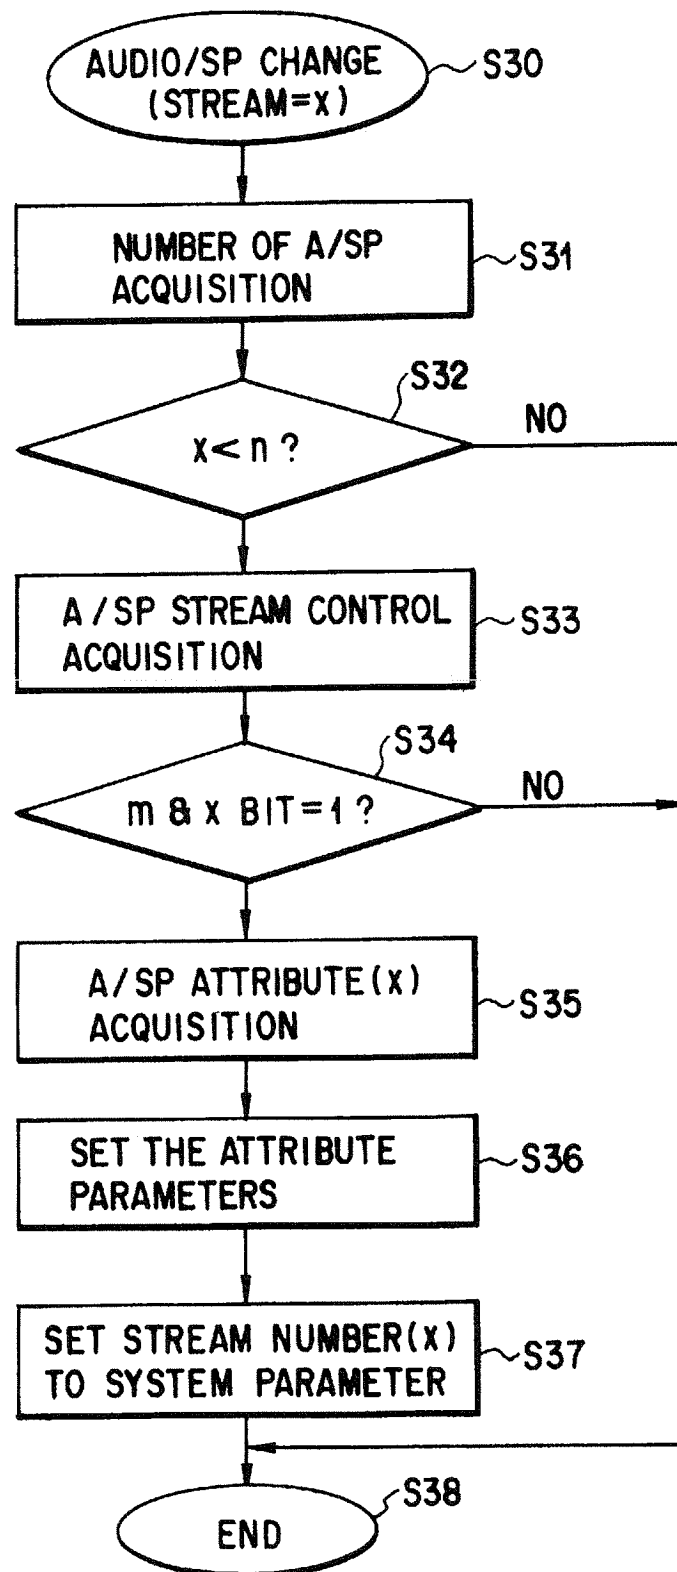 AUDIO/SP CHANGE
(STREAM=x)
S30
NUMBER OF A/SP
ACQUISITION
S31
S32
x<n?
NO
A/SP STREAM CONTROL
ACQUISITION
S33
S34
m & x BIT=1?
NO
A/SP ATTRIBUTE(x)
ACQUISITION
S35
SET THE ATTRIBUTE
PARAMETERS
S36
SET STREAM NUMBER(x)
TO SYSTEM PARAMETER
S37
S38
END